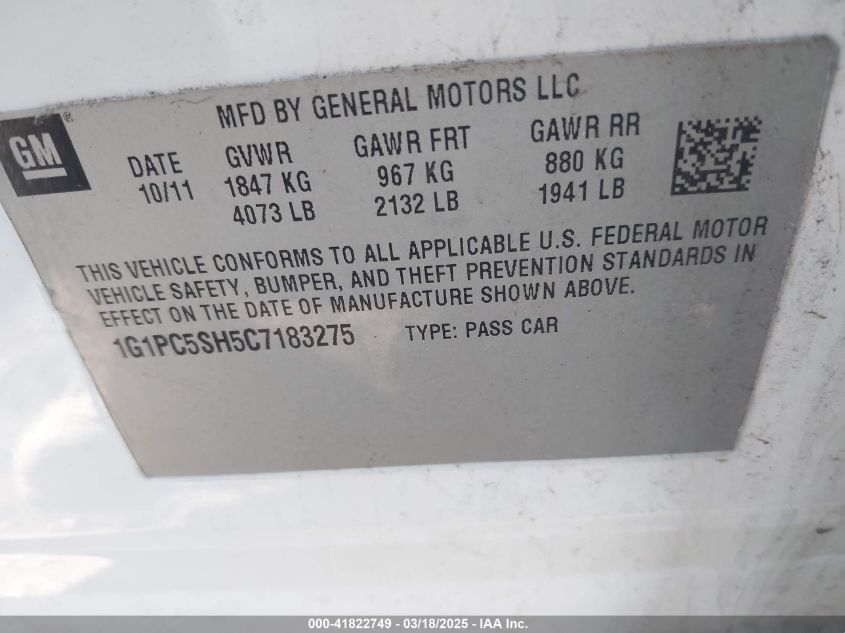 MFD BY GENERAL MOTORS LLC
GM®
DATE GVWR GAWR FRT GAWR RR
10/11 1847 KG 967 KG 880 KG
4073 LB 2132 LB 1941 LB
THIS VEHICLE CONFORMS TO ALL APPLICABLE U.S. FEDERAL MOTOR
VEHICLE SAFETY, BUMPER, AND THEFT PREVENTION STANDARDS IN
EFFECT ON THE DATE OF MANUFACTURE SHOWN ABOVE.
1G1PC5SH5C7183275 TYPE: PASS CAR
000-41822749 - 03/18/2025 - IAA Inc.